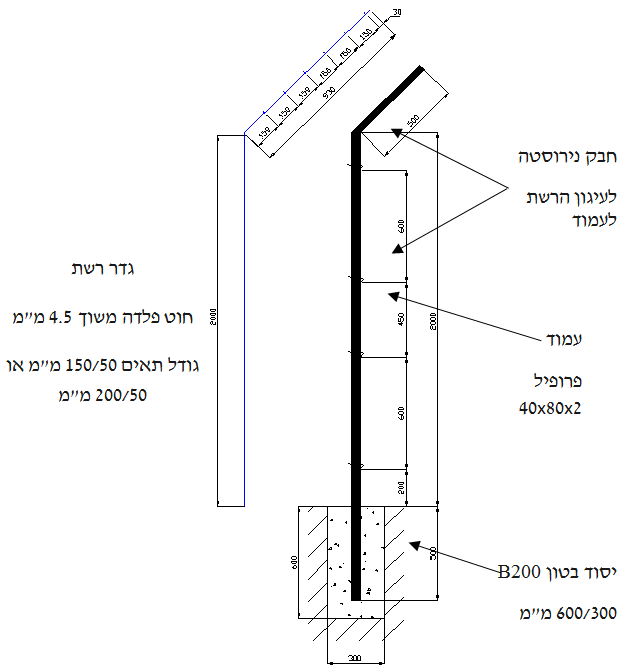 30
150
150
150
150
150
150
930
500
חבק נירוסטה
לעיגון הרשת
לעמוד
600
גדר רשת
2000
חוט פלדה משוך 4.5 מ״מ
450
2000
עמוד
גודל תאים 150/50 מ״מ או
200/50 מ״מ
פרופיל
40x80x2
600
200
500
600
יסוד בטון B200
600/300 מ״מ
300